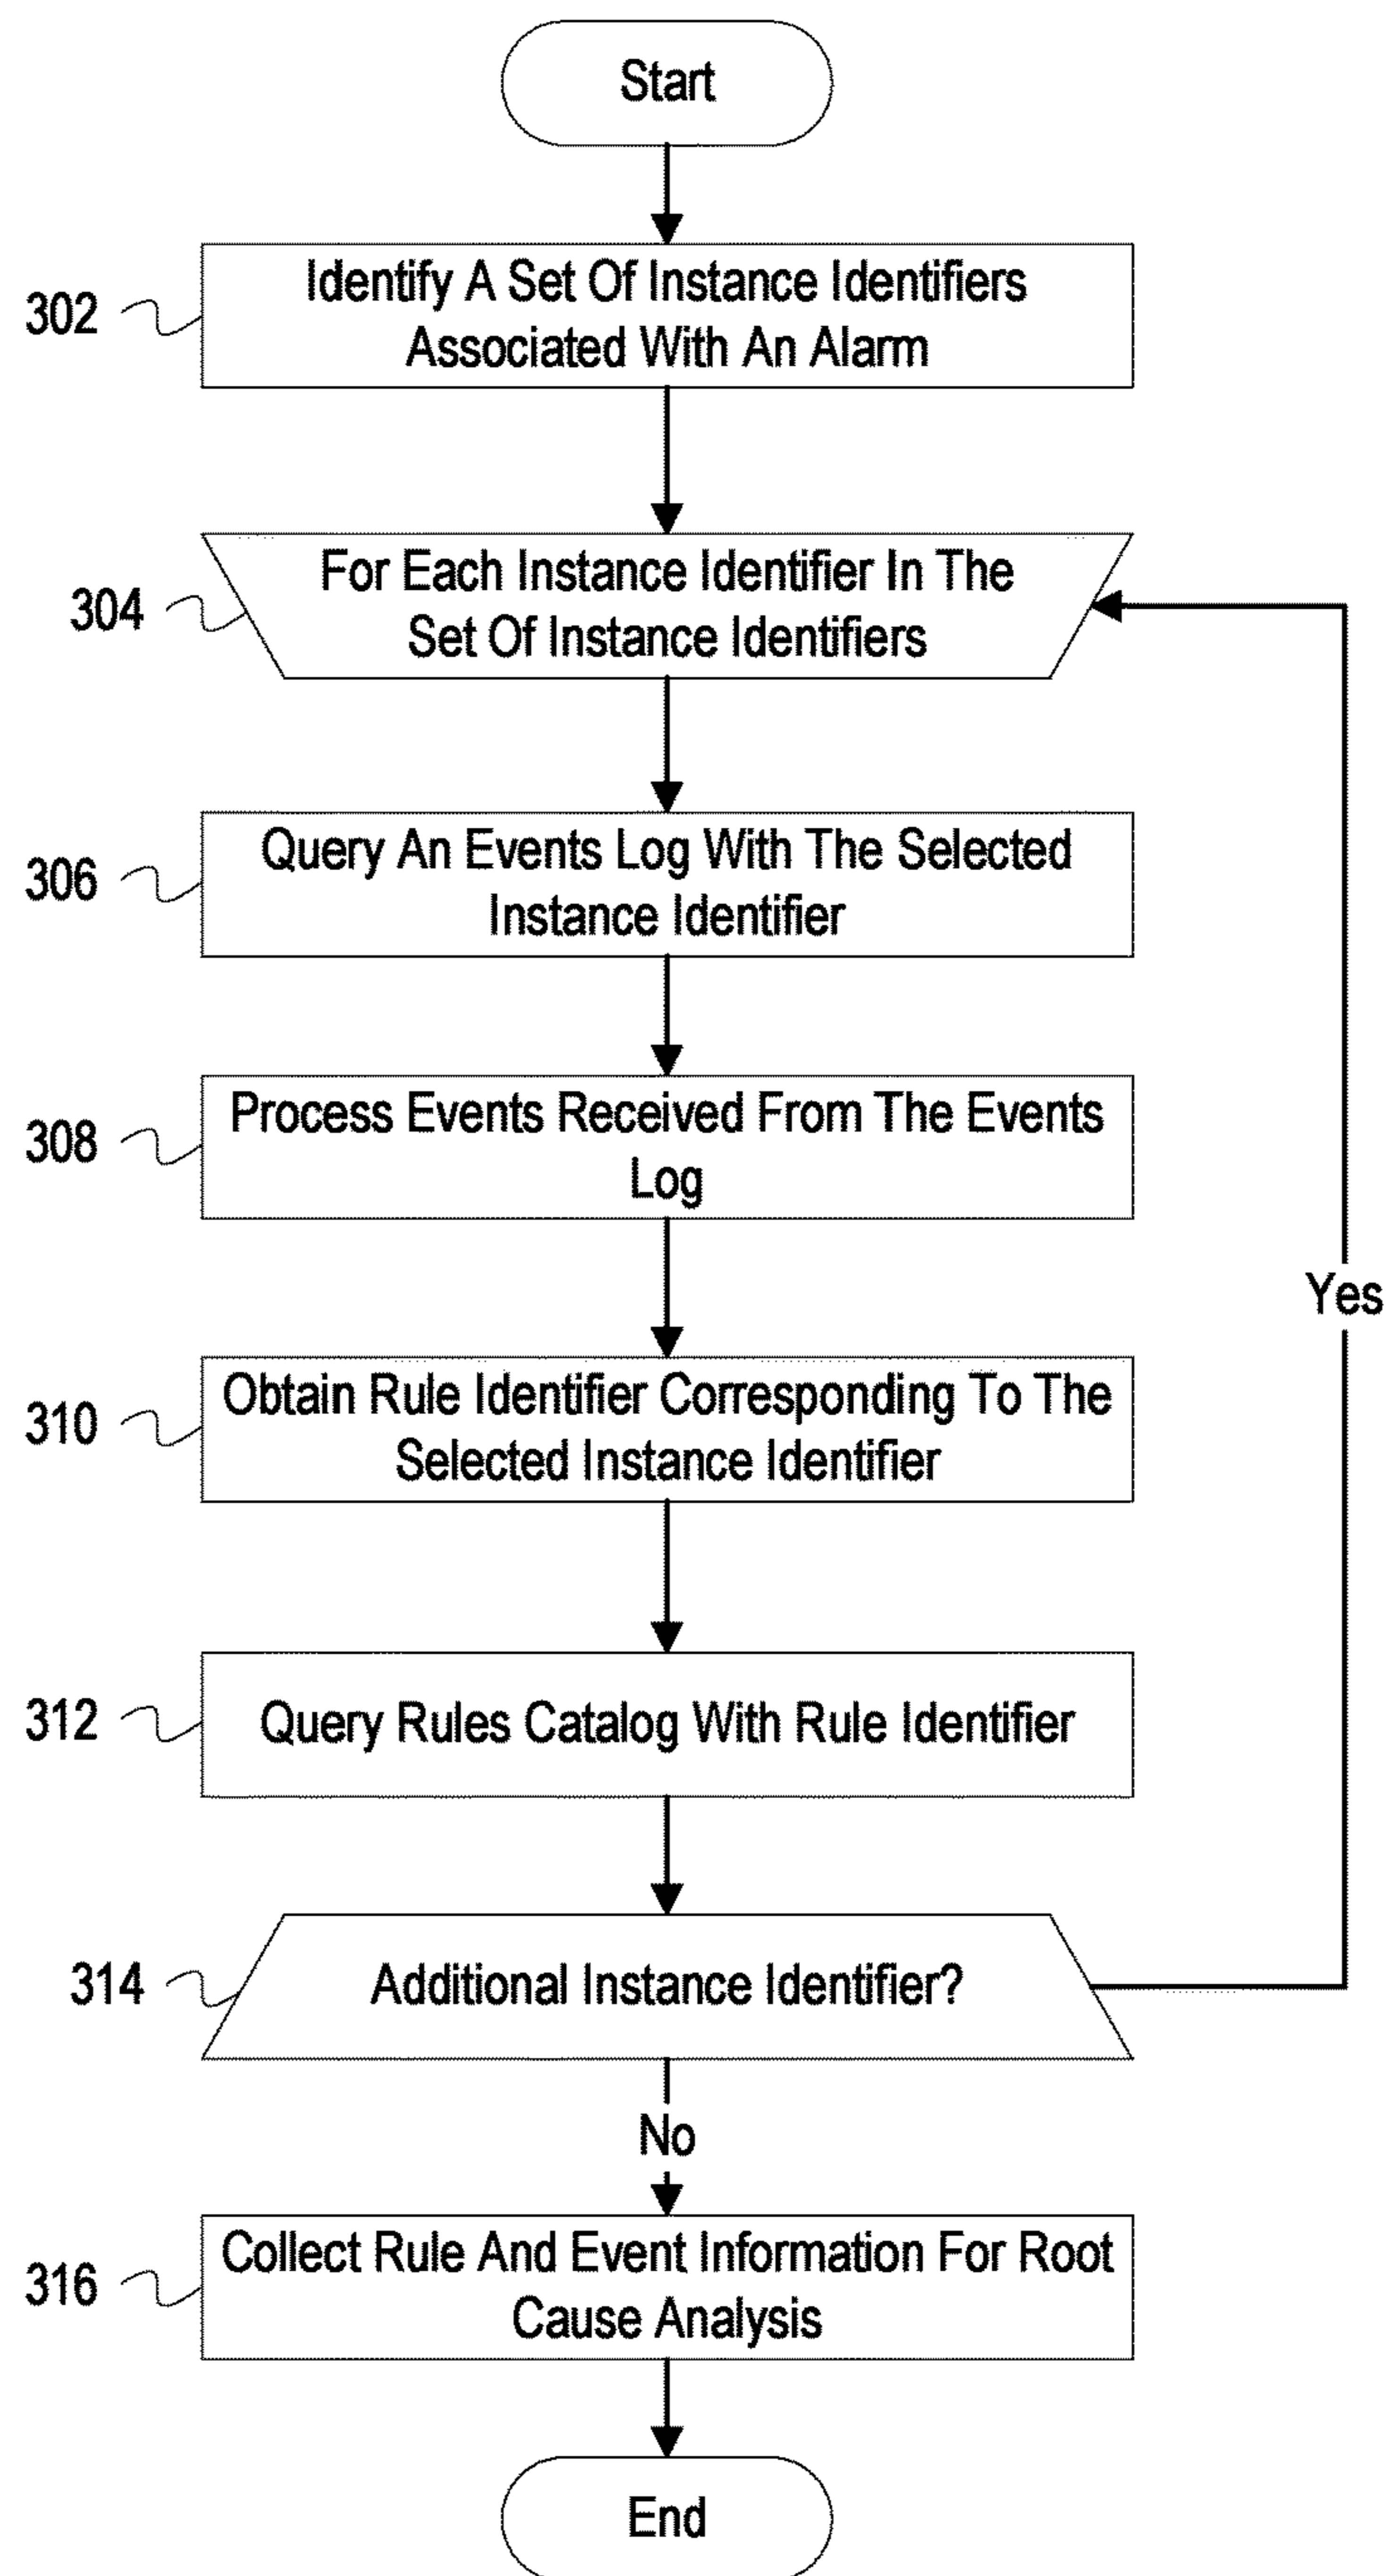 Start
302
Identify A Set Of Instance Identifiers
Associated With An Alarm
304
For Each Instance Identifier In The
Set Of Instance Identifiers
306
Query An Events Log With The Selected
Instance Identifier
308
Process Events Received From The Events
Log
Yes
310
Obtain Rule Identifier Corresponding To The
Selected Instance Identifier
312
Query Rules Catalog With Rule Identifier
314
Additional Instance Identifier?
No
316
Collect Rule And Event Information For Root
Cause Analysis
End